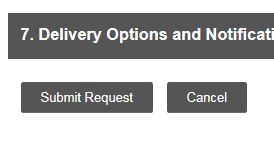 7. Delivery Options and Notificati
Submit Request
Cancel